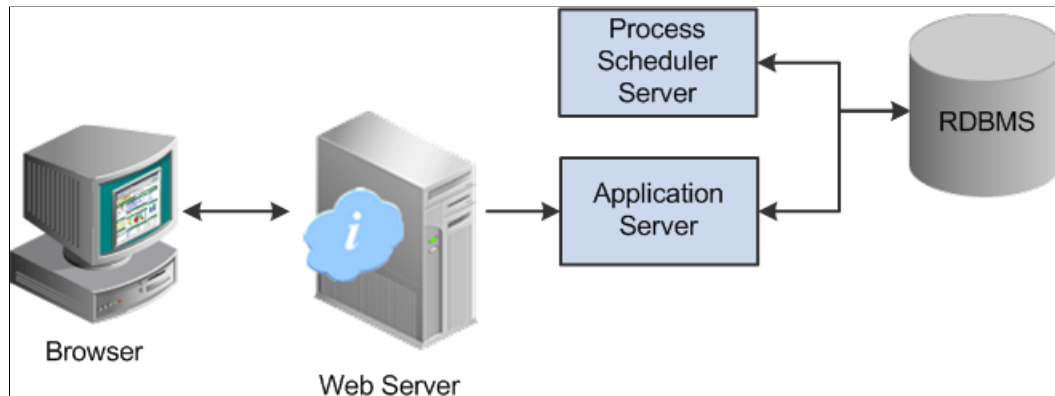 Process
Scheduler
Server
RDBMS
Application
Server
i
Browser
Web Server